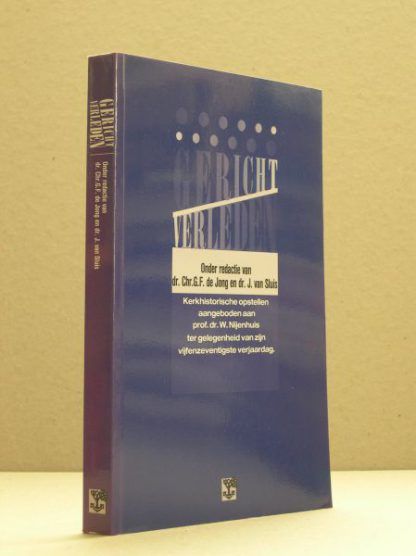 GERICHT
VERLEDEN
Onder redactie van
dr. Chr.G.F. de Jong en dr. J. van Sluis
GERICHT
VERLEDEN
Onder redactie van
dr. Chr.G.F. de Jong en dr. J. van Sluis
Kerkhistorische opstellen
aangeboden aan
prof. dr. W. Nijenhuis
ter gelegenheid van zijn
vijfenzeventigste verjaardag.